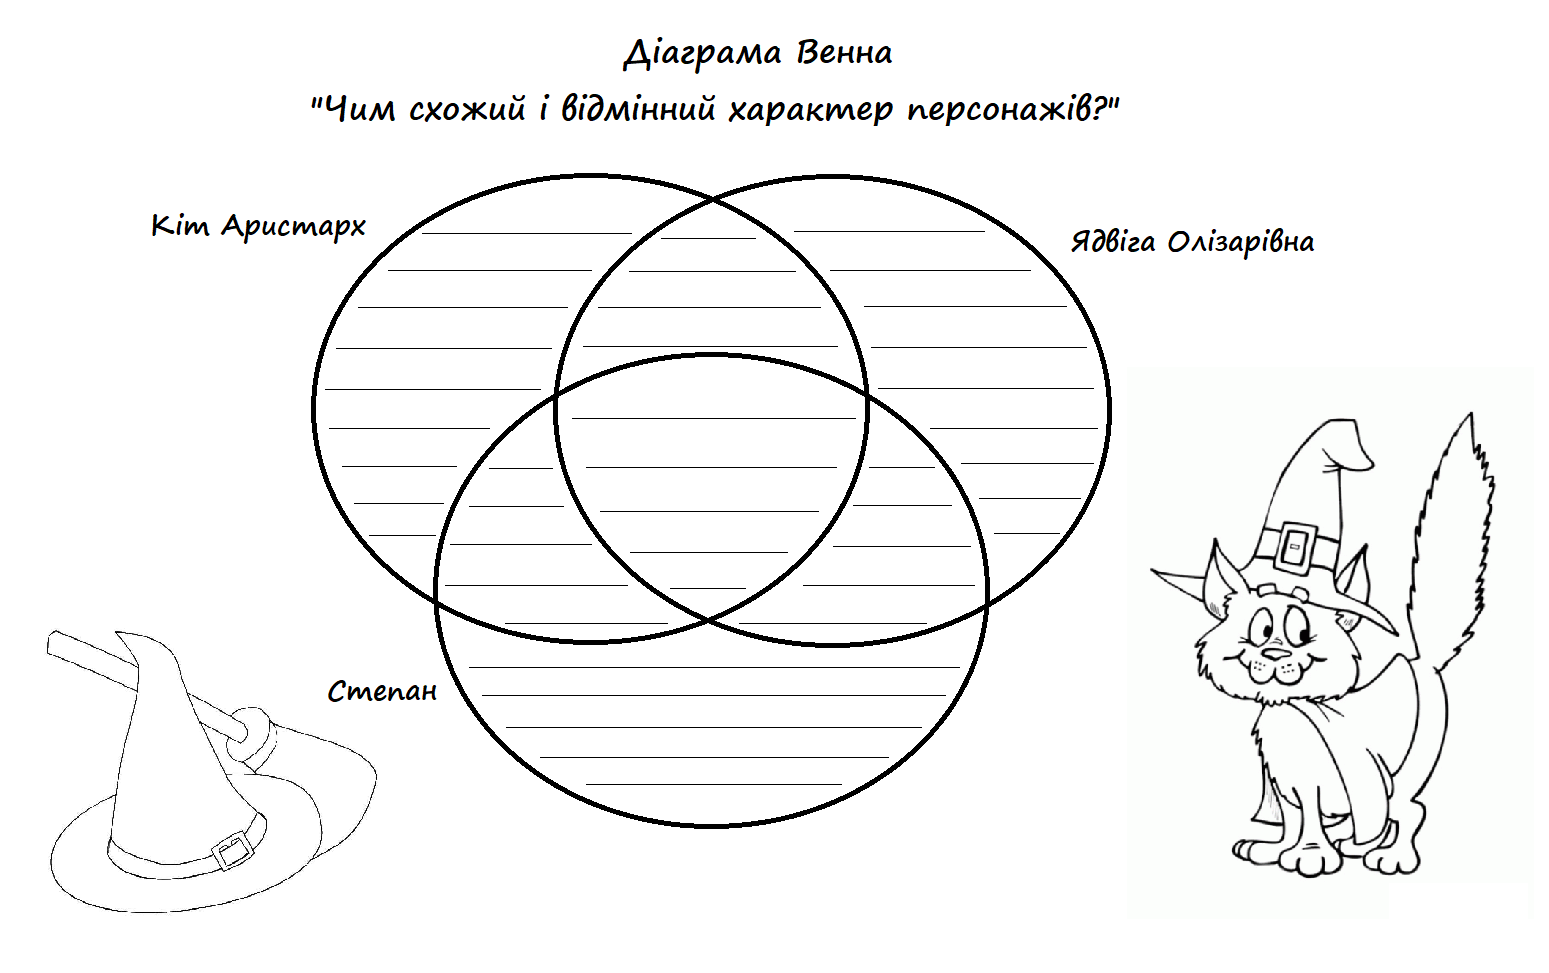 Діаграма Венна
"Чим схожий і відмінний характер персонажів?"
Кіт Аристарх
Ядвіга Олізарівна
Степан